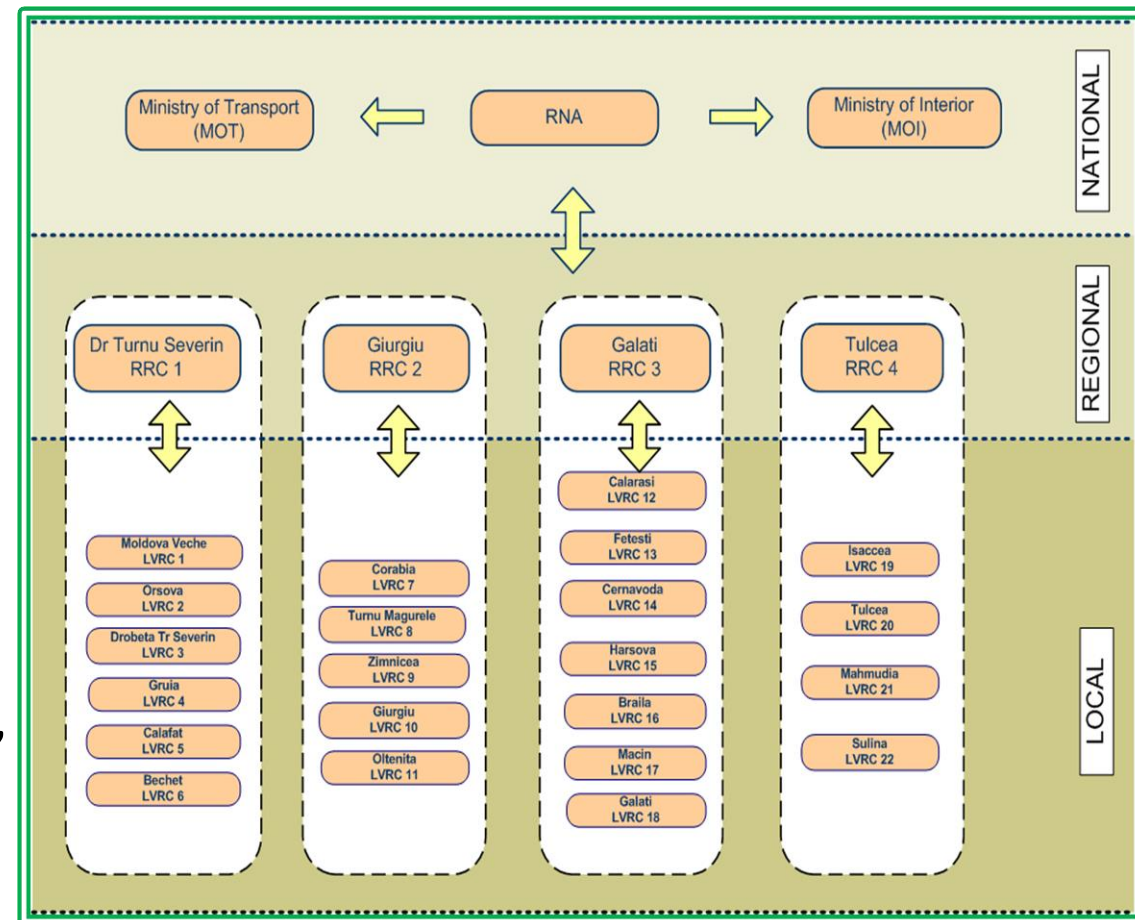 Ministry of Transport
(MOT)
RNA
Ministry of Interior
(MOI)
NATIONAL
Dr Turnu Severin
RRC 1
Giurgiu
RRC 2
Galati
RRC 3
Tulcea
RRC 4
REGIONAL
Moldova Veche
LVRC 1
Orsova
LVRC 2
Drobeta Tr Severin
LVRC 3
Gruia
LVRC 4
Calafat
LVRC 5
Bechet
LVRC 6
Corabia
LVRC 7
Turnu Magurele
LVRC 8
Zimnicea
LVRC 9
Giurgiu
LVRC 10
Oltenita
LVRC 11
Calarasi
LVRC 12
Fetesti
LVRC 13
Cernavoda
LVRC 14
Harsova
LVRC 15
Braila
LVRC 16
Macin
LVRC 17
Galati
LVRC 18
Isaccea
LVRC 19
Tulcea
LVRC 20
Mahmudia
LVRC 21
Sulina
LVRC 22
LOCAL
,